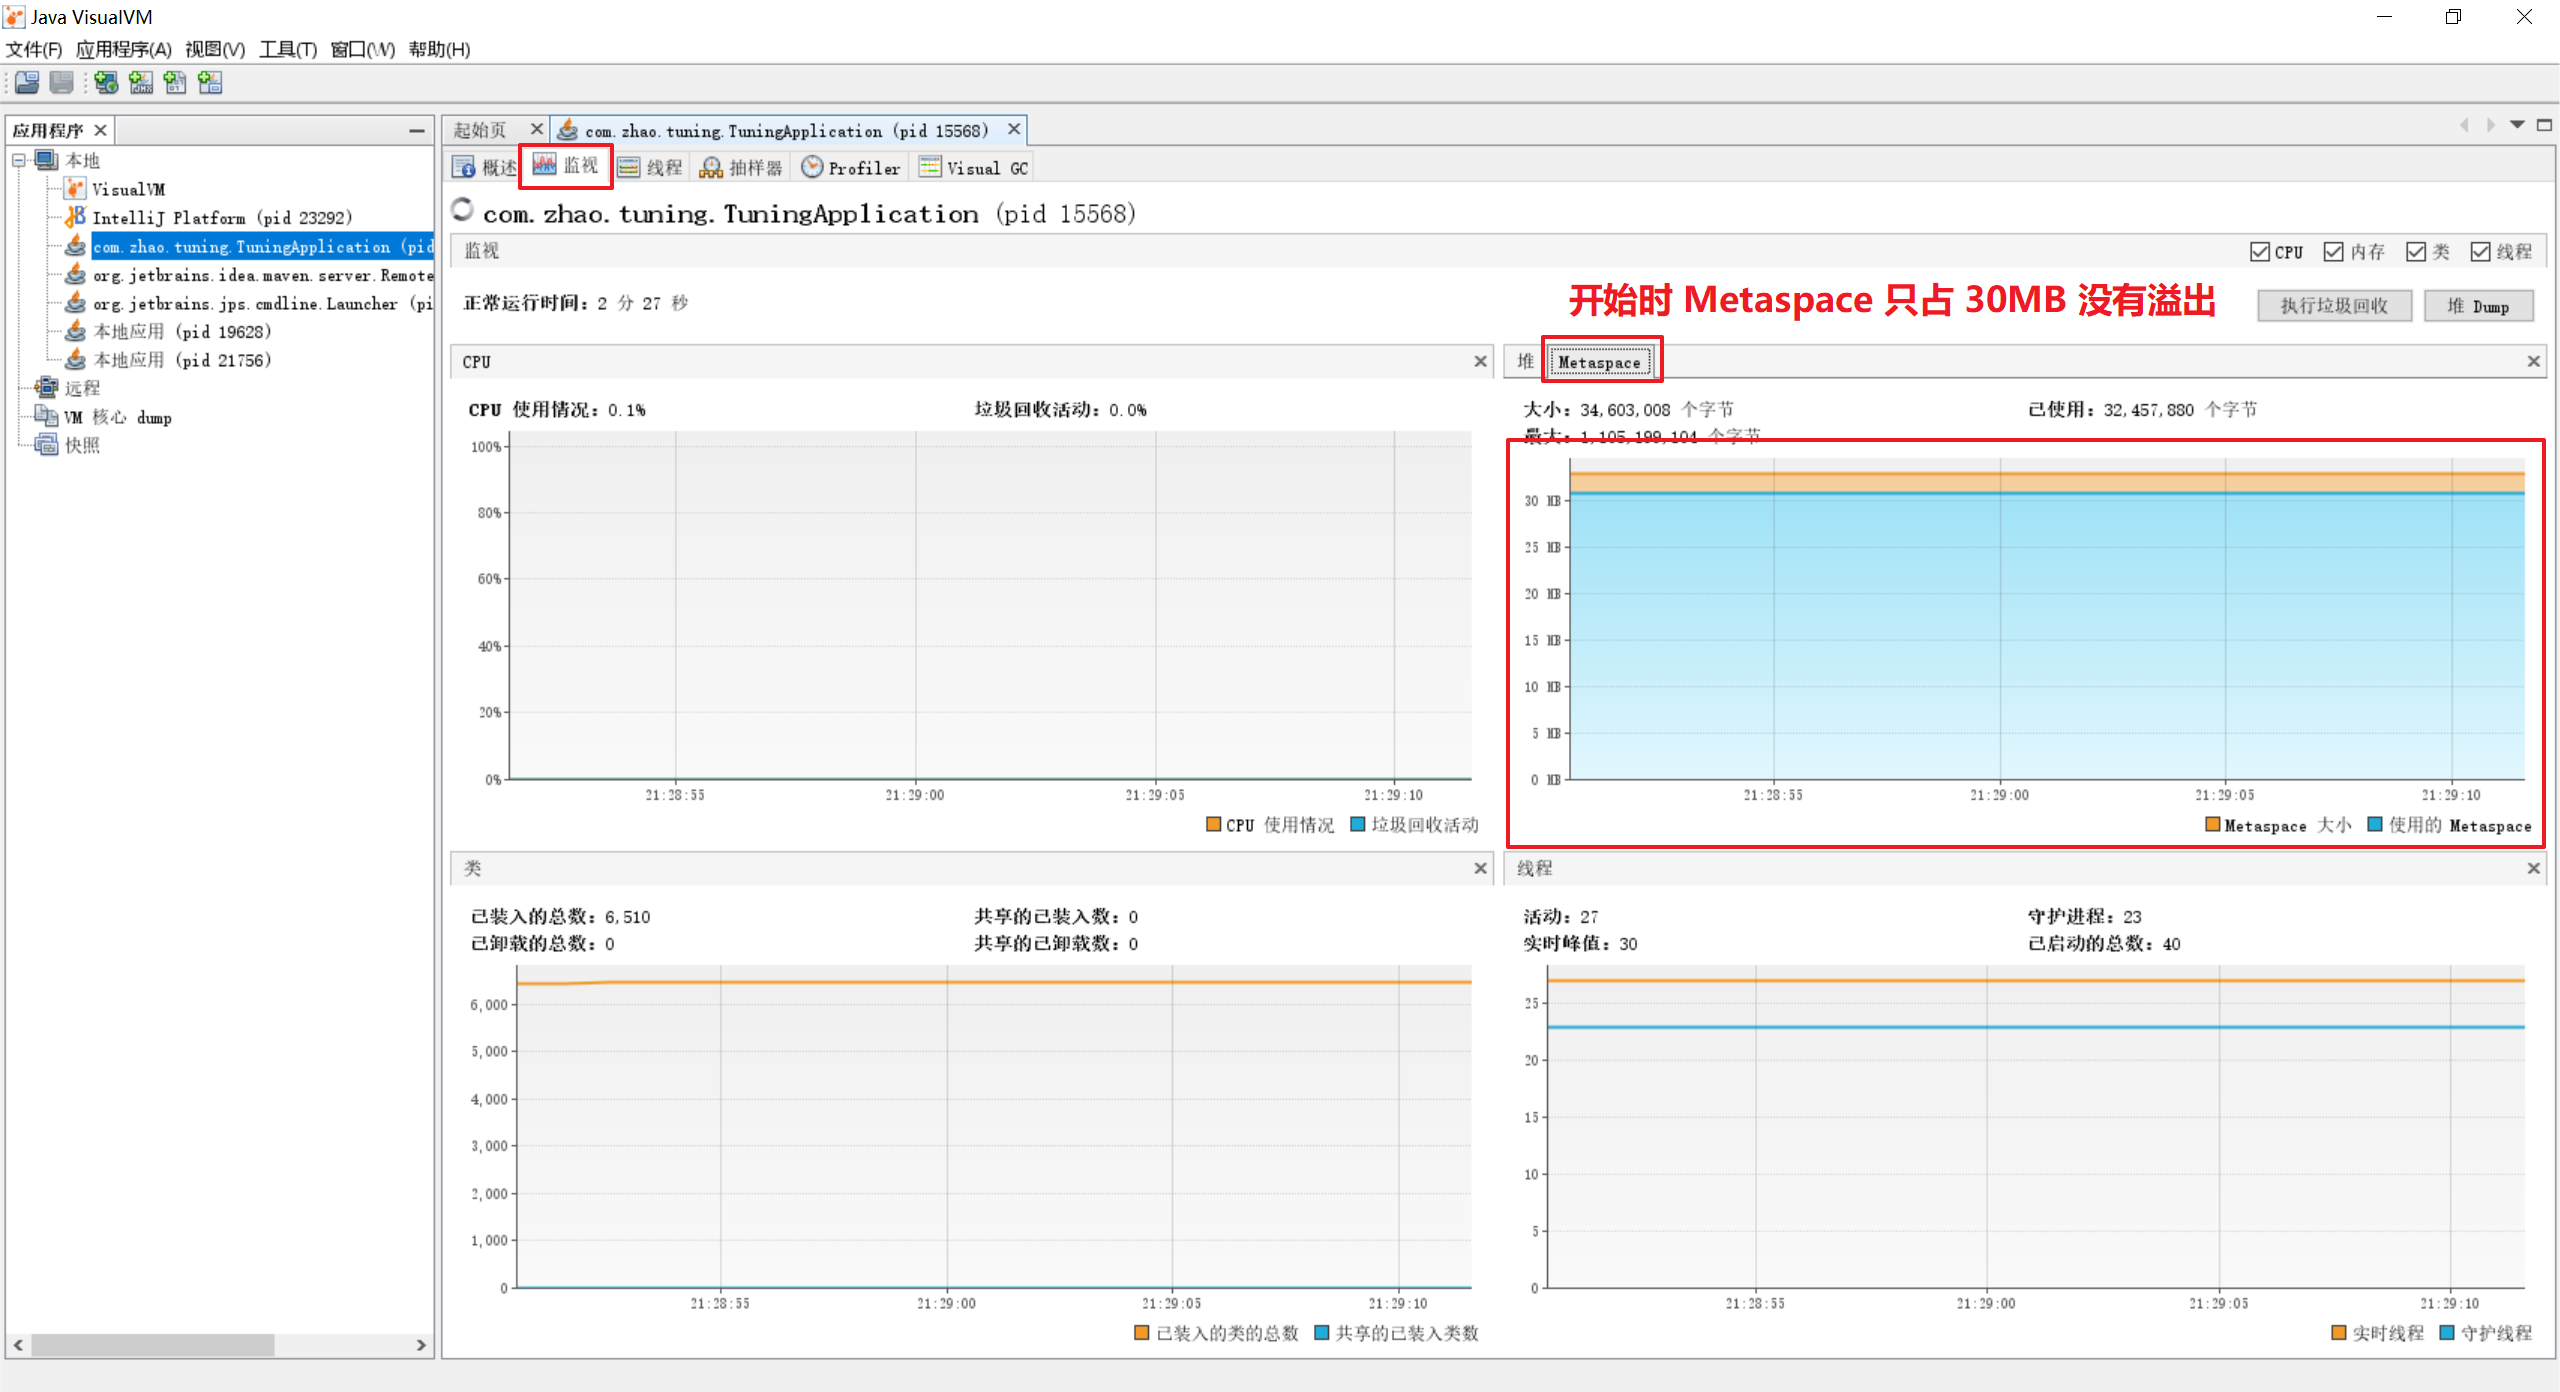 Java VisualVM
文件(F) 应用程序(A) 视图(V) 工具(T) 窗口(W) 帮助(H)
应用程序
本地
VisualVM
IntelliJ Platform (pid 23292)
com.zhao.tuning.TuningApplication (pid
org.jetbrains.idea.maven.server.Remote
org.jetbrains.jps.cmdline.Launcher (pi
本地应用 (pid 19628)
本地应用 (pid 21756)
远程
VM 核心 dump
快照
起始页 com.zhao.tuning.TuningApplication (pid 15568)
概述 监视 线程 抽样器 Profiler Visual GC
com.zhao.tuning.TuningApplication (pid 15568)
监视 CPU 内存 类 线程
正常运行时间: 2 分 27 秒
开始时 Metaspace 只占 30MB 没有溢出
执行垃圾回收 堆 Dump
CPU
CPU 使用情况: 0.1% 垃圾回收活动: 0.0%
100%
80%
60%
40%
20%
0%
21:28:55 21:29:00 21:29:05 21:29:10
CPU 使用情况 垃圾回收活动
堆 Metaspace
大小: 34,603,008 个字节 已使用: 32,457,880 个字节
最大: 1,105,199,104 个字节
30 MB
25 MB
20 MB
15 MB
10 MB
5 MB
0 MB
21:28:55 21:29:00 21:29:05 21:29:10
Metaspace 大小 使用的 Metaspace
类
已装入的总数: 6,510 共享的已装入数: 0
已卸载的总数: 0 共享的已卸载数: 0
6,000
5,000
4,000
3,000
2,000
1,000
0
21:28:55 21:29:00 21:29:05 21:29:10
已装入的类的总数 共享的已装入类数
线程
活动: 27 守护进程: 23
实时峰值: 30 已启动的总数: 40
25
20
15
10
5
0
21:28:55 21:29:00 21:29:05 21:29:10
实时线程 守护线程